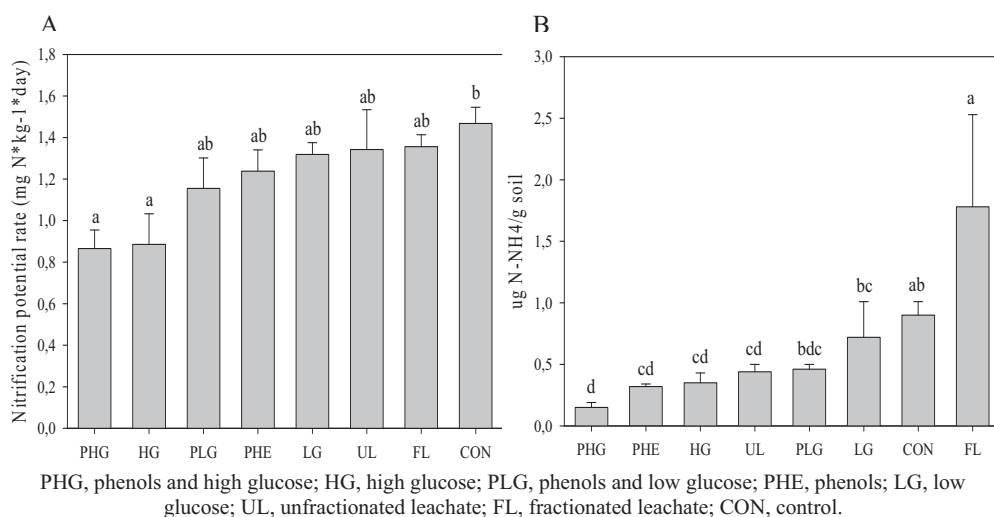 A
Nitrification potential rate (mg N*kg-1*day)
1,8
1,6
1,4
1,2
1,0
0,8
0,6
0,4
0,2
0,0
a
a
ab
ab
ab
ab
ab
b
PHG HG PLG PHE LG UL FL CON
B
ug N-NH4/g soil
3,0
2,5
2,0
1,5
1,0
0,5
0,0
d
cd
cd
cd
bdc
bc
ab
a
PHG PHE HG UL PLG LG CON FL
PHG, phenols and high glucose; HG, high glucose; PLG, phenols and low glucose; PHE, phenols; LG, low
glucose; UL, unfractionated leachate; FL, fractionated leachate; CON, control.